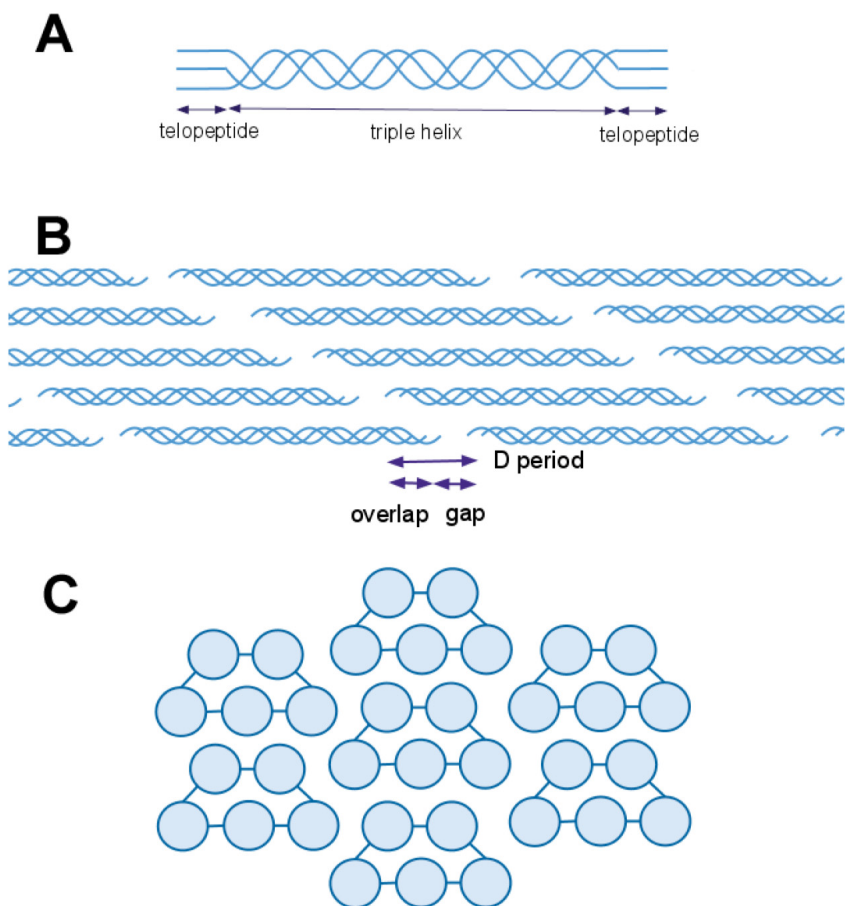 A
telopeptide
triple helix
telopeptide
B
D period
overlap
gap
C